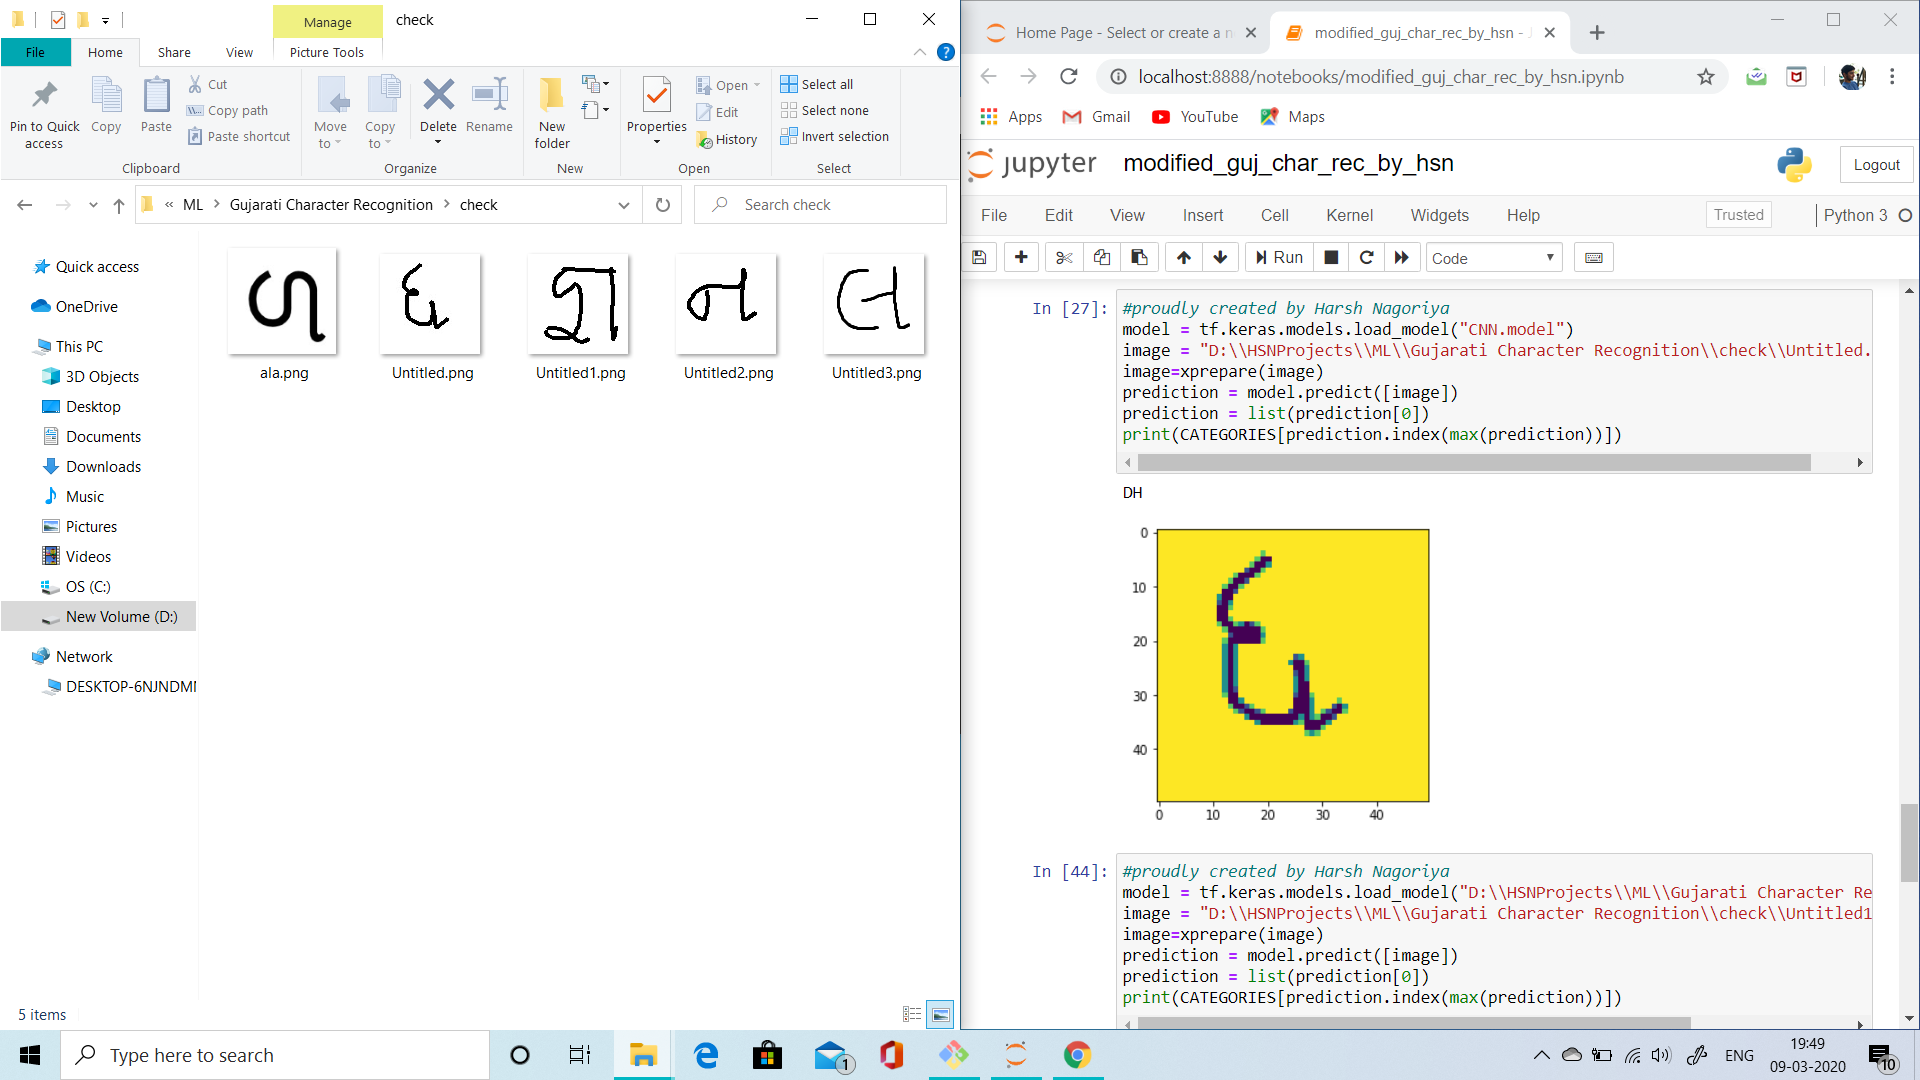 Manage
check
File
Home
Share
View
Picture Tools
Pin to Quick access
Copy
Paste
Cut
Copy path
Paste shortcut
Clipboard
Move to
Copy to
Delete
Rename
Organize
New folder
New
Properties
Open
Edit
History
Open
Select all
Select none
Invert selection
Select
« ML > Gujarati Character Recognition > check
Search check
Quick access
OneDrive
This PC
3D Objects
Desktop
Documents
Downloads
Music
Pictures
Videos
OS (C:)
New Volume (D:)
Network
DESKTOP-6NJNDM
ળ
ધ
શ
ન
લ
ala.png
Untitled.png
Untitled1.png
Untitled2.png
Untitled3.png
5 items
Home Page - Select or create a n
modified_guj_char_rec_by_hsn - J
localhost:8888/notebooks/modified_guj_char_rec_by_hsn.ipynb
Apps
Gmail
YouTube
Maps
jupyter
modified_guj_char_rec_by_hsn
Logout
File
Edit
View
Insert
Cell
Kernel
Widgets
Help
Trusted
Python 3
Run
Code
In [27]:
#proudly created by Harsh Nagoriya
model = tf.keras.models.load_model("CNN.model")
image = "D:\\HSNProjects\\ML\\Gujarati Character Recognition\\check\\Untitled.
image=xprepare(image)
prediction = model.predict([image])
prediction = list(prediction[0])
print(CATEGORIES[prediction.index(max(prediction))])
DH
0
10
20
30
40
ધ
0 10 20 30 40
In [44]:
#proudly created by Harsh Nagoriya
model = tf.keras.models.load_model("D:\\HSNProjects\\ML\\Gujarati Character Re
image = "D:\\HSNProjects\\ML\\Gujarati Character Recognition\\check\\Untitled1
image=xprepare(image)
prediction = model.predict([image])
prediction = list(prediction[0])
print(CATEGORIES[prediction.index(max(prediction))])
Type here to search
1
ENG
19:49
09-03-2020
10